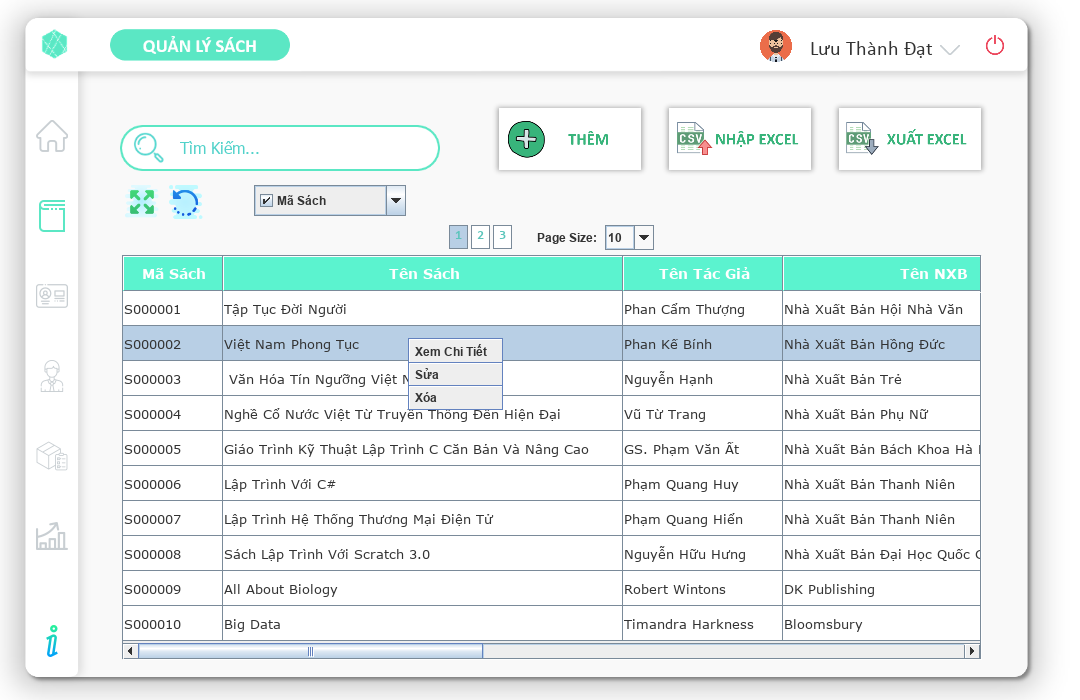 QUẢN LÝ SÁCH
Lưu Thành Đạt
Tìm Kiếm...
THÊM
CSV NHẬP EXCEL
CSV XUẤT EXCEL
Mã Sách
1 2 3 Page Size: 10
Mã Sách Tên Sách Tên Tác Giả Tên NXB
S000001 Tập Tục Đời Người Phan Cẩm Thượng Nhà Xuất Bản Hội Nhà Văn
S000002 Việt Nam Phong Tục Phan Kế Bính Nhà Xuất Bản Hồng Đức
Xem Chi Tiết
Sửa
Xóa
S000003 Văn Hóa Tín Ngưỡng Việt Nguyễn Hạnh Nhà Xuất Bản Trẻ
S000004 Nghề Cổ Nước Việt Từ Truyền Thống Đến Hiện Đại Vũ Từ Trang Nhà Xuất Bản Phụ Nữ
S000005 Giáo Trình Kỹ Thuật Lập Trình C Căn Bản Và Nâng Cao GS. Phạm Văn Ất Nhà Xuất Bản Bách Khoa Hà
S000006 Lập Trình Với C# Phạm Quang Huy Nhà Xuất Bản Thanh Niên
S000007 Lập Trình Hệ Thống Thương Mại Điện Tử Phạm Quang Hiển Nhà Xuất Bản Thanh Niên
S000008 Sách Lập Trình Với Scratch 3.0 Nguyễn Hữu Hưng Nhà Xuất Bản Đại Học Quốc
S000009 All About Biology Robert Wintons DK Publishing
S000010 Big Data Timandra Harkness Bloomsbury